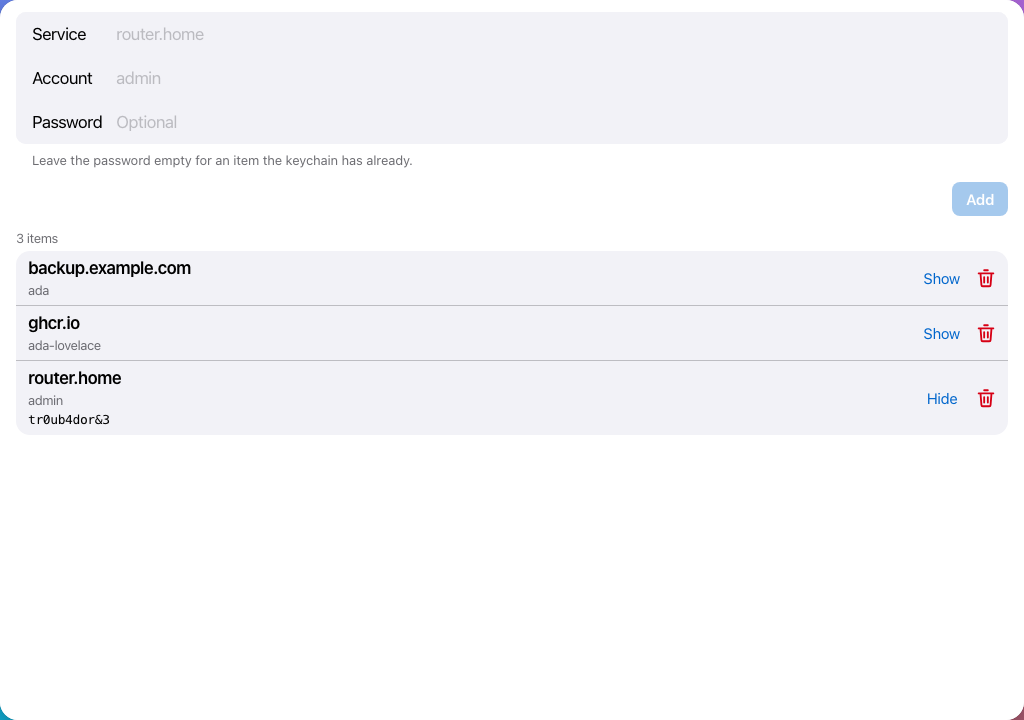 Service router.home
Account admin
Password Optional
Leave the password empty for an item the keychain has already.
Add
3 items
backup.example.com
ada
Show
ghcr.io
ada-lovelace
Show
router.home
admin
tr0ub4dor&3
Hide